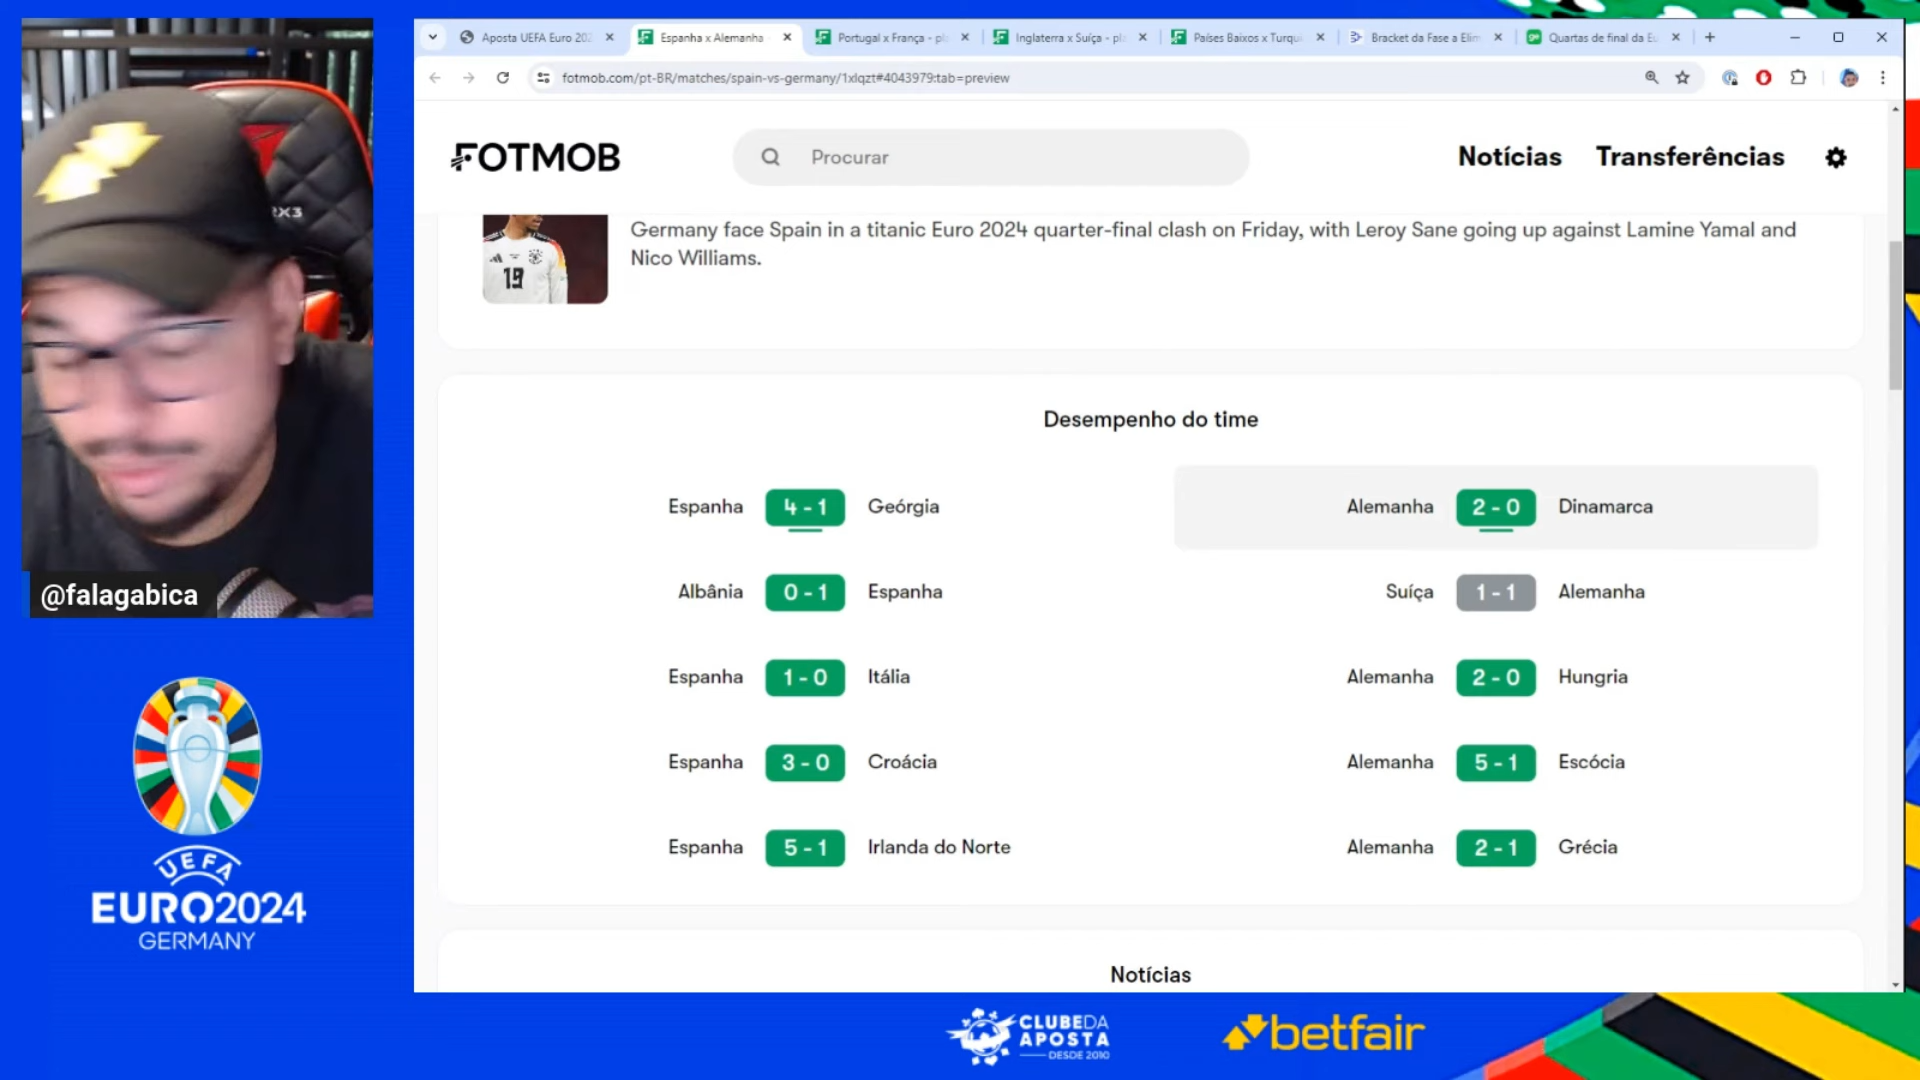 Aposta UEFA Euro 202
Espanha x Alemanha
Portugal x França - pl
Inglaterra x Suíça - pl
Países Baixos x Turqu
Bracket da Fase a Elim
Quartas de final da Eu
fotmob.com/pt-BR/matches/spain-vs-germany/1xlqzt#4043979:tab=preview
FOTMOB
Procurar
Notícias
Transferências
Germany face Spain in a titanic Euro 2024 quarter-final clash on Friday, with Leroy Sane going up against Lamine Yamal and
Nico Williams.
19
Desempenho do time
Espanha 4 - 1 Geórgia
Alemanha 2 - 0 Dinamarca
Albânia 0 - 1 Espanha
Suíça 1 - 1 Alemanha
Espanha 1 - 0 Itália
Alemanha 2 - 0 Hungria
Espanha 3 - 0 Croácia
Alemanha 5 - 1 Escócia
Espanha 5 - 1 Irlanda do Norte
Alemanha 2 - 1 Grécia
Notícias
RX3
@falagabica
UEFA
EURO2024
GERMANY
CLUBEDA
APOSTA
DESDE 2010
betfair